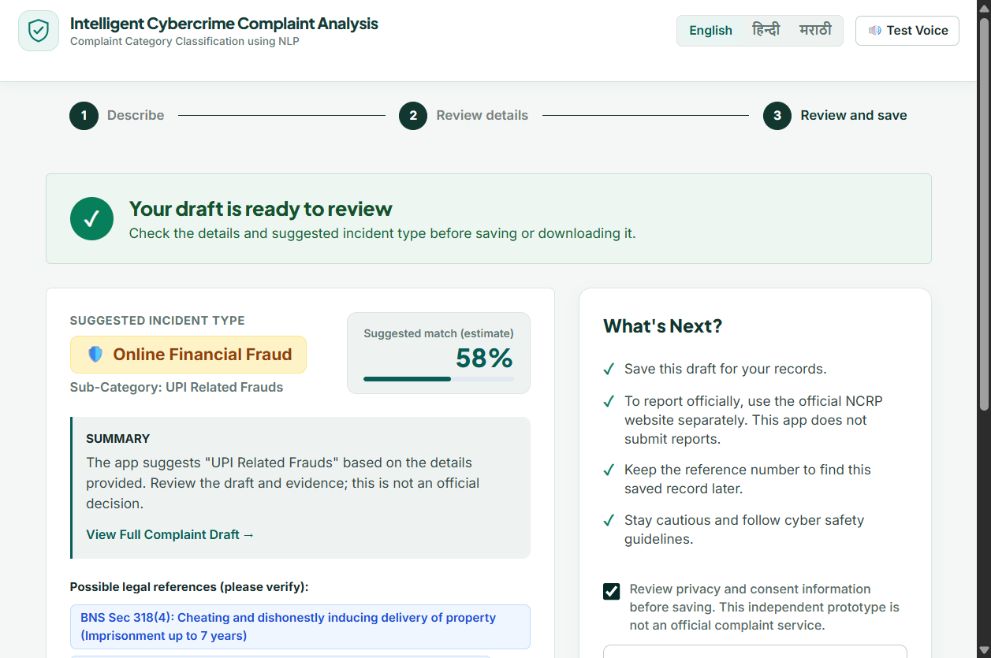 Intelligent Cybercrime Complaint Analysis
Complaint Category Classification using NLP
English हिन्दी मराठी Test Voice
1 Describe 2 Review details 3 Review and save
Your draft is ready to review
Check the details and suggested incident type before saving or downloading it.
SUGGESTED INCIDENT TYPE
Online Financial Fraud
Sub-Category: UPI Related Frauds
Suggested match (estimate)
58%
SUMMARY
The app suggests "UPI Related Frauds" based on the details
provided. Review the draft and evidence; this is not an official
decision.
View Full Complaint Draft →
Possible legal references (please verify):
BNS Sec 318(4): Cheating and dishonestly inducing delivery of property
(Imprisonment up to 7 years)
What's Next?
✓ Save this draft for your records.
✓ To report officially, use the official NCRP
website separately. This app does not
submit reports.
✓ Keep the reference number to find this
saved record later.
✓ Stay cautious and follow cyber safety
guidelines.
Review privacy and consent information
before saving. This independent prototype is
not an official complaint service.